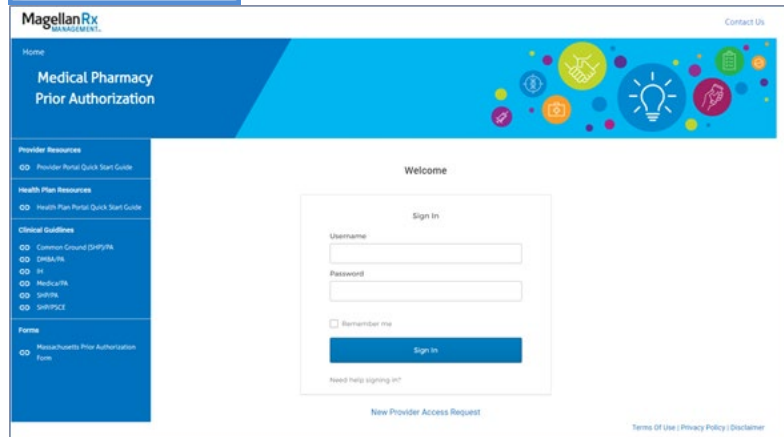 MagellanRx
MANAGEMENT
Contact Us
Home
Medical Pharmacy
Prior Authorization
Provider Resources
Provider Portal Quick Start Guide
Health Plan Resources
Health Plan Portal Quick Start Guide
Clinical Guidlines
Common Ground (SHP)/PA
DMBA/PA
IH
Medica/PA
SHP/PA
SHP/PSCE
Forms
Massachusetts Prior Authorization
Form
Welcome
Sign In
Username
Password
Remember me
Sign In
Need help signing in?
New Provider Access Request
Terms Of Use | Privacy Policy | Disclaimer